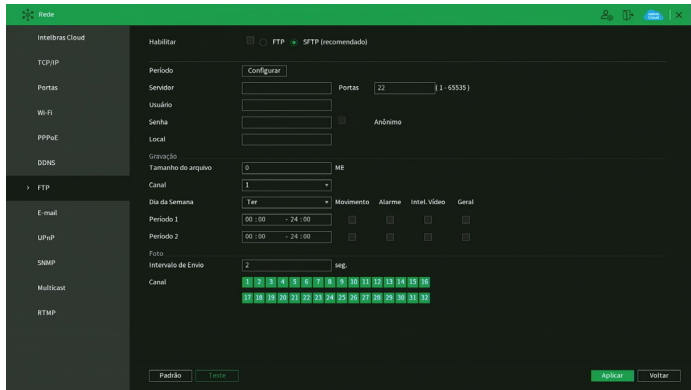 Rede
Intelbras Cloud
TCP/IP
Portas
Wi-Fi
PPPoE
DDNS
FTP
E-mail
UPnP
SNMP
Multicast
RTMP
Habilitar FTP SFTP (recomendado)
Período Configurar
Servidor Portas 22 ( 1 - 65535)
Usuário
Senha Anônimo
Local
Gravação
Tamanho do arquivo 0 ME
Canal 1
Dia da Semana Ter Movimento Alarme Intel. Vídeo Geral
Período 1 00 : 00 - 24 : 00
Período 2 00 : 00 - 24 : 00
Foto
Intervalo de Envio 2 seg.
Canal 1 2 3 4 5 6 7 8 9 10 11 12 13 14 15 16
17 18 19 20 21 22 23 24 25 26 27 28 29 30 31 32
Padrão Teste Aplicar Voltar